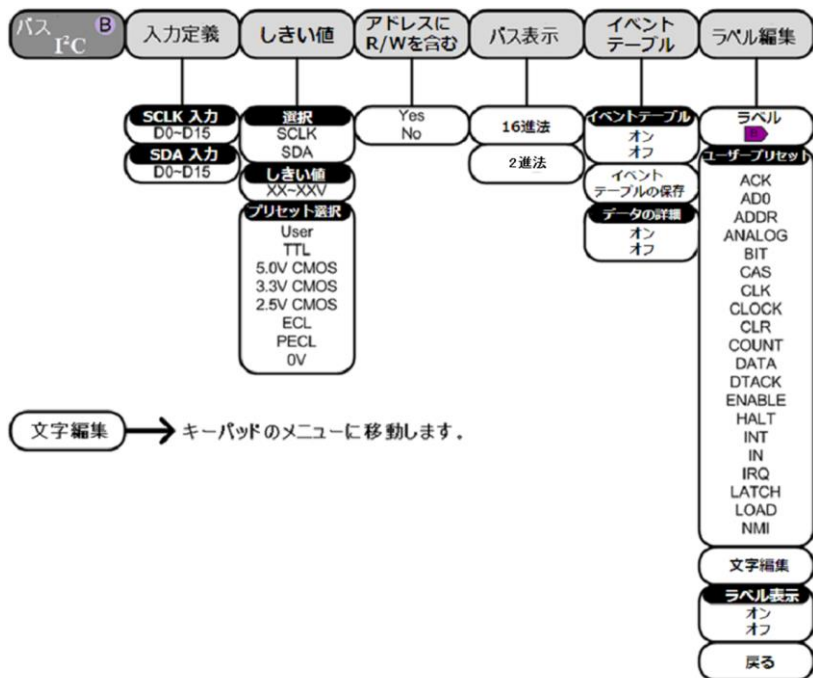 バス B
I²C
入力定義
しきい値
アドレスに
R/Wを含む
バス表示
イベント
テーブル
ラベル編集
SCLK 入力
D0~D15
SDA 入力
D0~D15
選択
SCLK
SDA
しきい値
XX~XXV
プリセット選択
User
TTL
5.0V CMOS
3.3V CMOS
2.5V CMOS
ECL
PECL
0V
Yes
No
16進法
2進法
イベントテーブル
オン
オフ
イベント
テーブルの保存
データの詳細
オン
オフ
ラベル
B
ユーザープリセット
ACK
AD0
ADDR
ANALOG
BIT
CAS
CLK
CLOCK
CLR
COUNT
DATA
DTACK
ENABLE
HALT
INT
IN
IRQ
LATCH
LOAD
NMI
文字編集
ラベル表示
オン
オフ
戻る
文字編集 キーパッドのメニューに移動します.